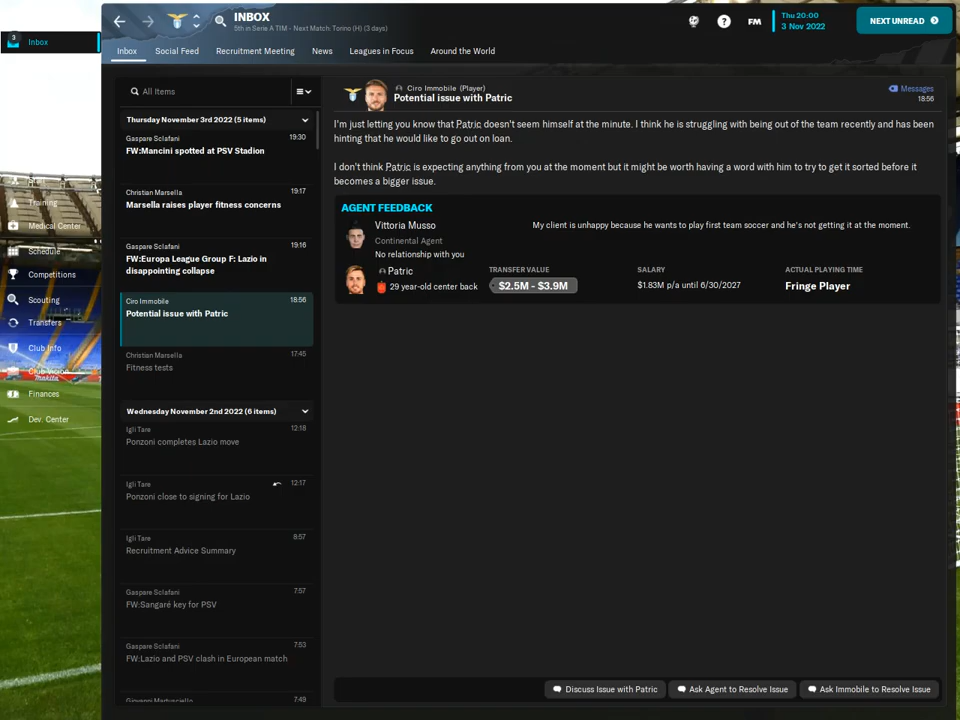 INBOX
5th in Serie A TIM - Next Match: Torino (H) (3 days)
FM
Thu 20:00
3 Nov 2022
NEXT UNREAD
3
Inbox
Inbox
Social Feed
Recruitment Meeting
News
Leagues in Focus
Around the World
Training
Medical Center
Schedule
Competitions
Scouting
Transfers
Club Info
Club Vision
Finances
Dev. Center
All Items
Thursday November 3rd 2022 (5 items)
Gaspare Sclafani 19:30
FW:Mancini spotted at PSV Stadion
Christian Marsella 19:17
Marsella raises player fitness concerns
Gaspare Sclafani 19:16
FW:Europa League Group F: Lazio in
disappointing collapse
Ciro Immobile 18:56
Potential issue with Patric
Christian Marsella 17:45
Fitness tests
Wednesday November 2nd 2022 (6 items)
Igli Tare 12:18
Ponzoni completes Lazio move
Igli Tare 12:17
Ponzoni close to signing for Lazio
Igli Tare 8:57
Recruitment Advice Summary
Gaspare Sclafani 7:57
FW:Sangaré key for PSV
Gaspare Sclafani 7:53
FW:Lazio and PSV clash in European match
7:49
Ciro Immobile (Player)
Potential issue with Patric
Messages
18:56
I'm just letting you know that Patric doesn't seem himself at the minute. I think he is struggling with being out of the team recently and has been
hinting that he would like to go out on loan.
I don't think Patric is expecting anything from you at the moment but it might be worth having a word with him to try to get it sorted before it
becomes a bigger issue.
AGENT FEEDBACK
Vittoria Musso
Continental Agent
No relationship with you
My client is unhappy because he wants to play first team soccer and he's not getting it at the moment.
Patric
29 year-old center back
TRANSFER VALUE
$2.5M - $3.9M
SALARY
$1.83M p/a until 6/30/2027
ACTUAL PLAYING TIME
Fringe Player
Discuss Issue with Patric
Ask Agent to Resolve Issue
Ask Immobile to Resolve Issue